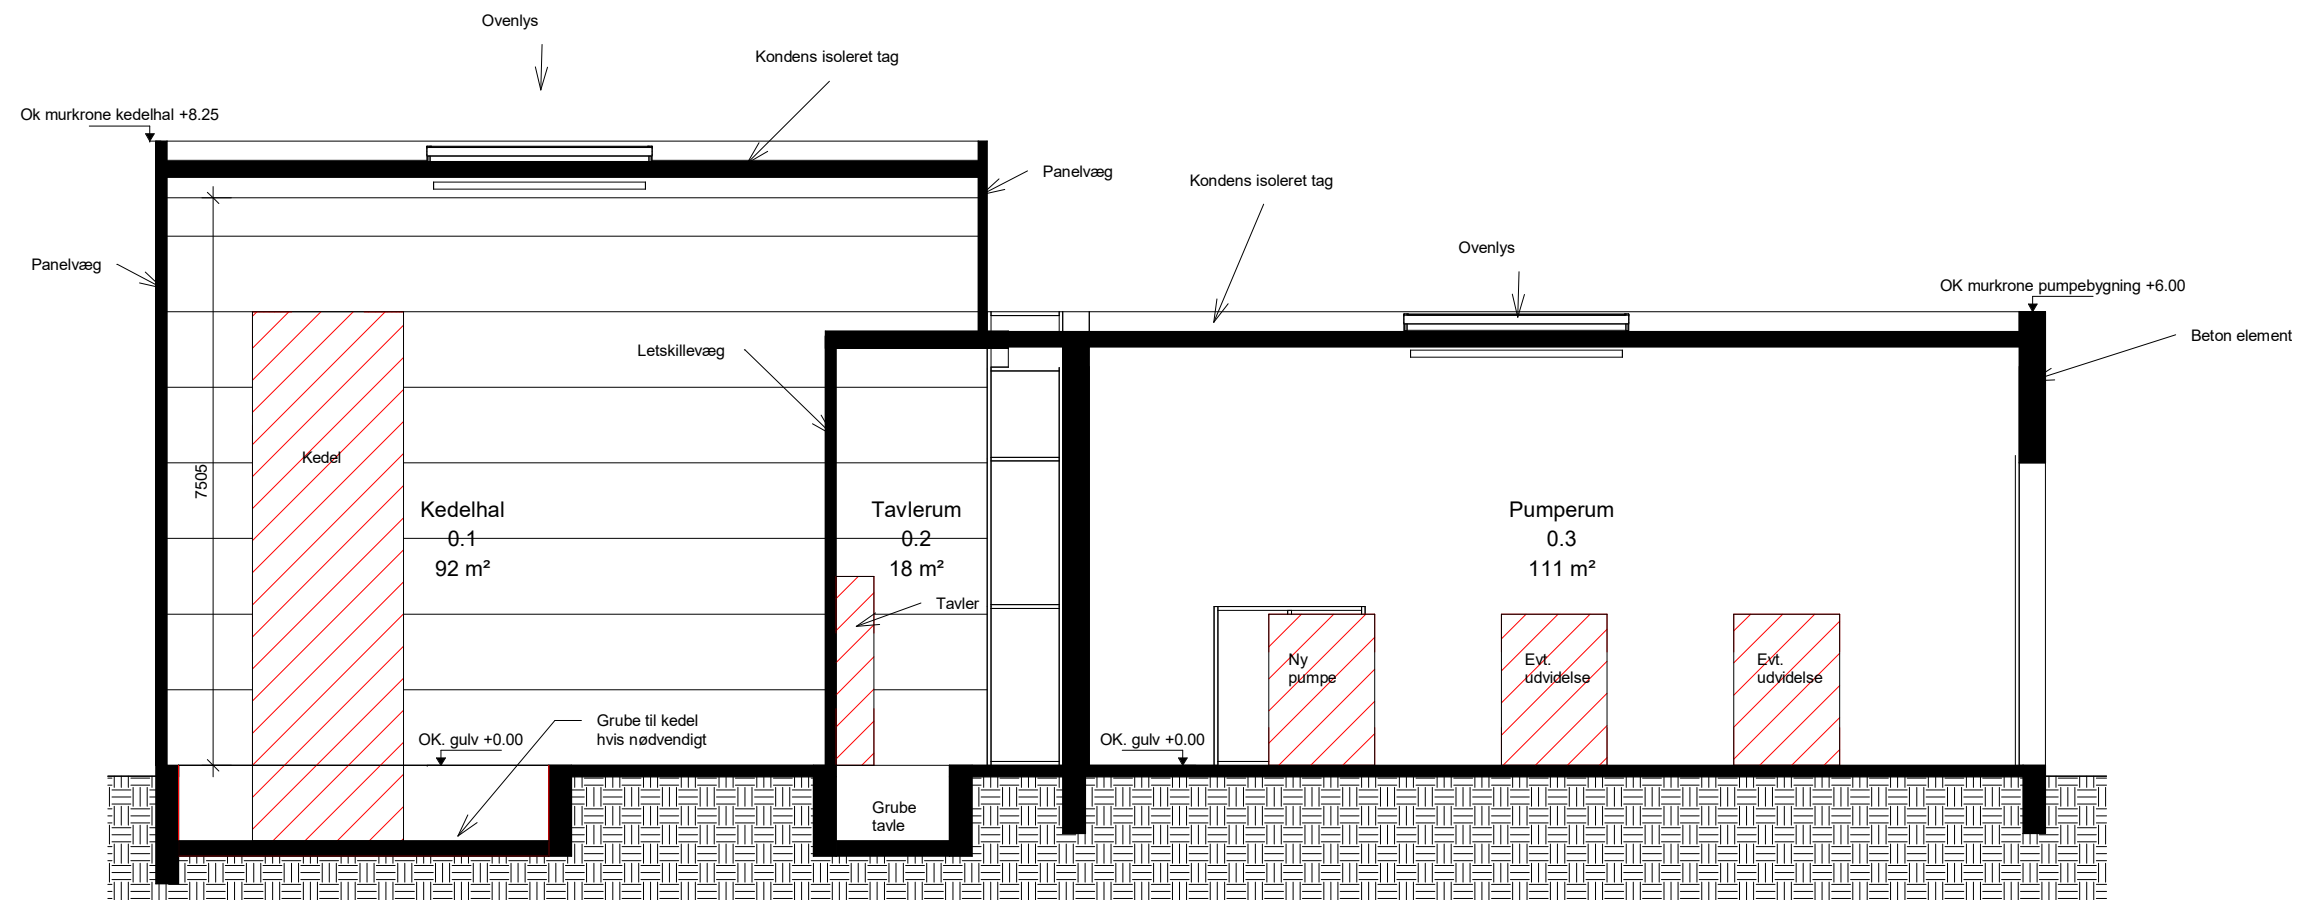 Ovenlys
Kondens isoleret tag
Ok murkrone kedelhal +8.25
Panelvæg
Kondens isoleret tag
Ovenlys
Panelvæg
OK murkrone pumpebygning +6.00
Beton element
Letskillevæg
Kedel
7505
Kedelhal
0.1
92 m²
Tavlerum
0.2
18 m²
Pumperum
0.3
111 m²
Tavler
Ny
pumpe
Evt.
udvidelse
Evt.
udvidelse
Grube til kedel
hvis nødvendigt
OK. gulv +0.00
OK. gulv +0.00
Grube
tavle